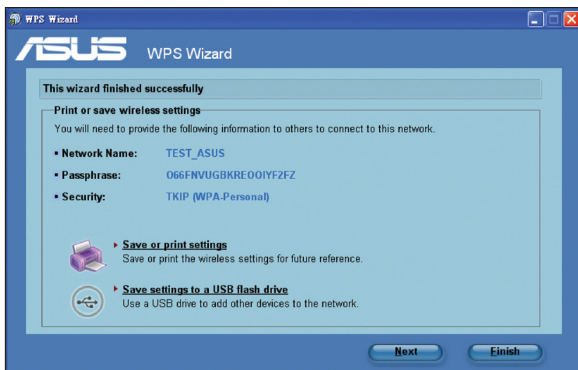 WPS Wizard
ASUS WPS Wizard
This wizard finished successfully
Print or save wireless settings
You will need to provide the following information to others to connect to this network.
Network Name: TEST_ASUS
Passphrase: O66FNVUGBKREOOIYF2FZ
Security: TKIP (WPA-Personal)
Save or print settings
Save or print the wireless settings for future reference.
Save settings to a USB flash drive
Use a USB drive to add other devices to the network.
Next Finish